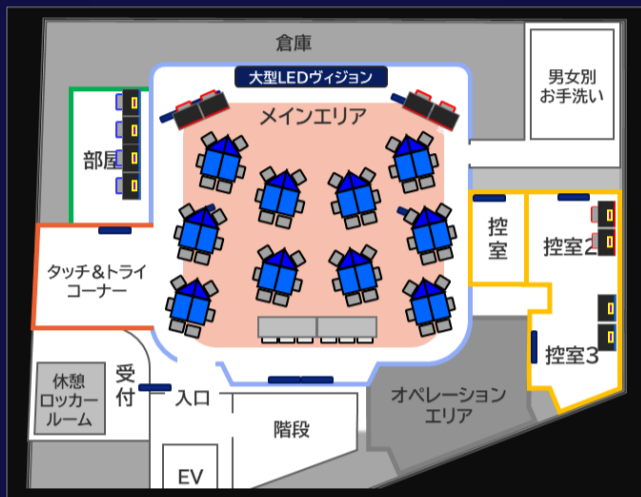 倉庫
大型LEDヴィジョン
男女別
お手洗い
メインエリア
部屋
控
室
控室2
タッチ&トライ
コーナー
控室3
休憩
ロッカー
ルーム
受
付
入口
オペレーション
エリア
階段
EV